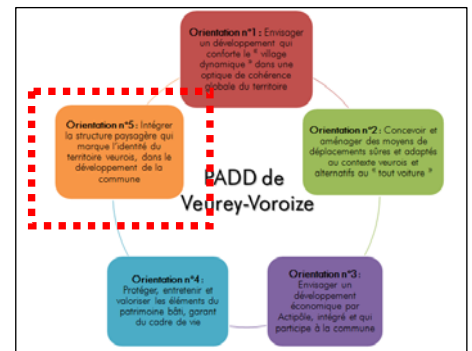 Orientation n°1 : Envisager
un développement qui
conforte le " village
dynamique " dans une
optique de cohérence
globale du territoire
Orientation n°2 : Concevoir et
aménager des moyens de
déplacements sûres et adaptés
au contexte veurois et
alternatifs au " tout voiture "
Orientation n°3 :
Envisager un
développement
économique par
Actipôle, intégré et qui
participe à la commune
Orientation n°4 :
Protéger, entretenir et
valoriser les éléments du
patrimoine bâti, garant
du cadre de vie
Orientation n°5 : Intégrer
la structure paysagère qui
marque l'identité du
territoire veurois, dans le
développement de la
commune
PADD de
Veurey-Voroize